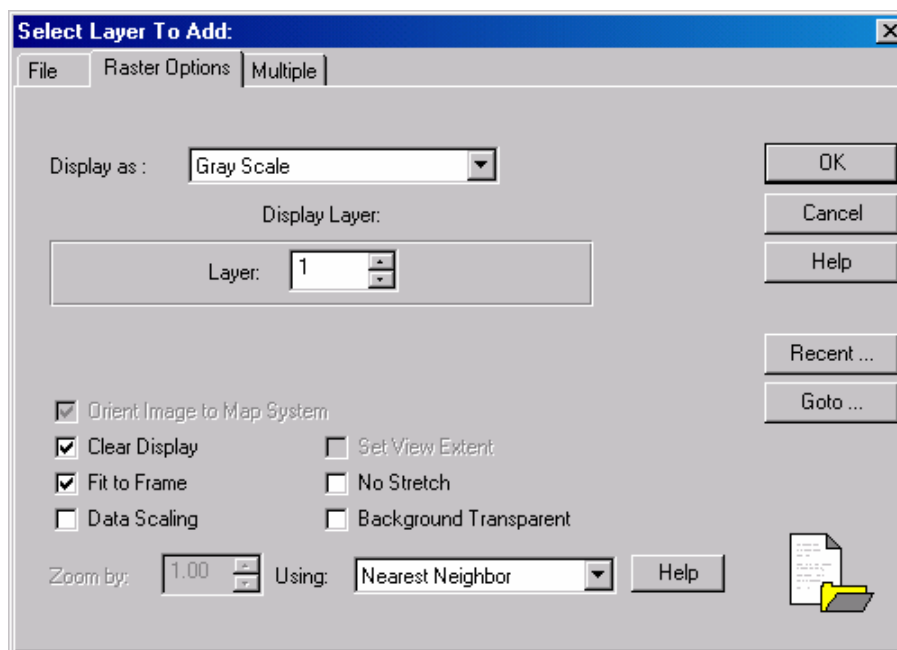 Select Layer To Add:
File Raster Options Multiple
Display as : Gray Scale
OK
Display Layer:
Cancel
Layer: 1
Help
Recent ...
Goto ...
Orient Image to Map System
Clear Display Set View Extent
Fit to Frame No Stretch
Data Scaling Background Transparent
Zoom by: 1.00 Using: Nearest Neighbor Help